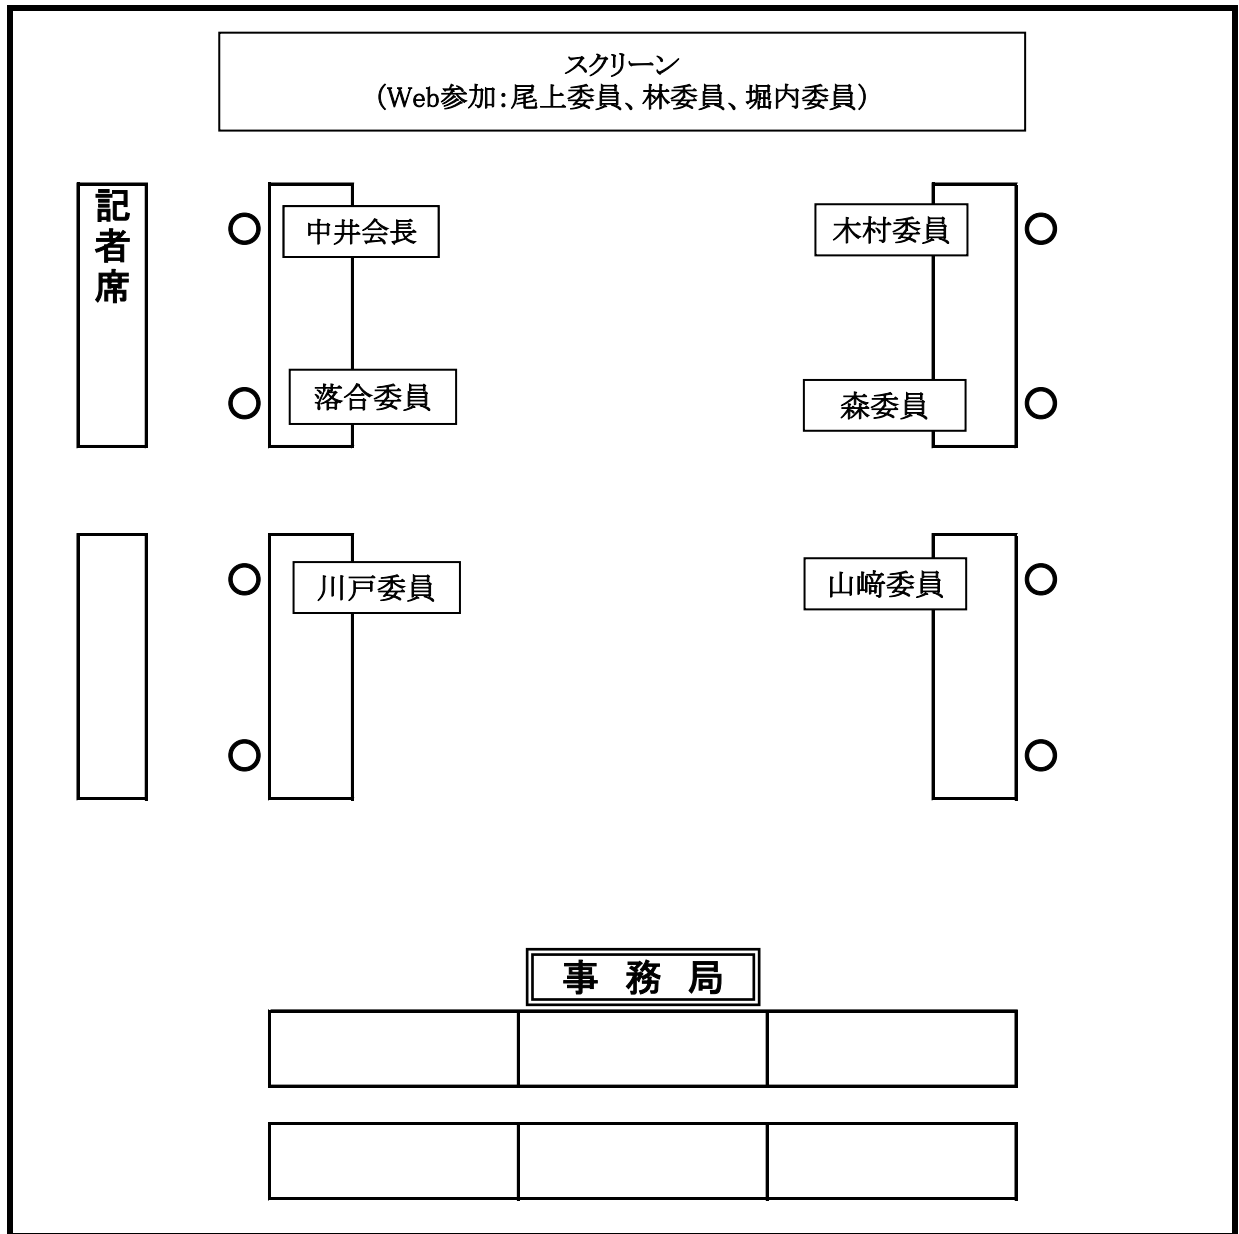 スクリーン
（Web参加：尾上委員、林委員、堀内委員）
記者席
中井会長
木村委員
落合委員
森委員
川戸委員
山﨑委員
事　務　局